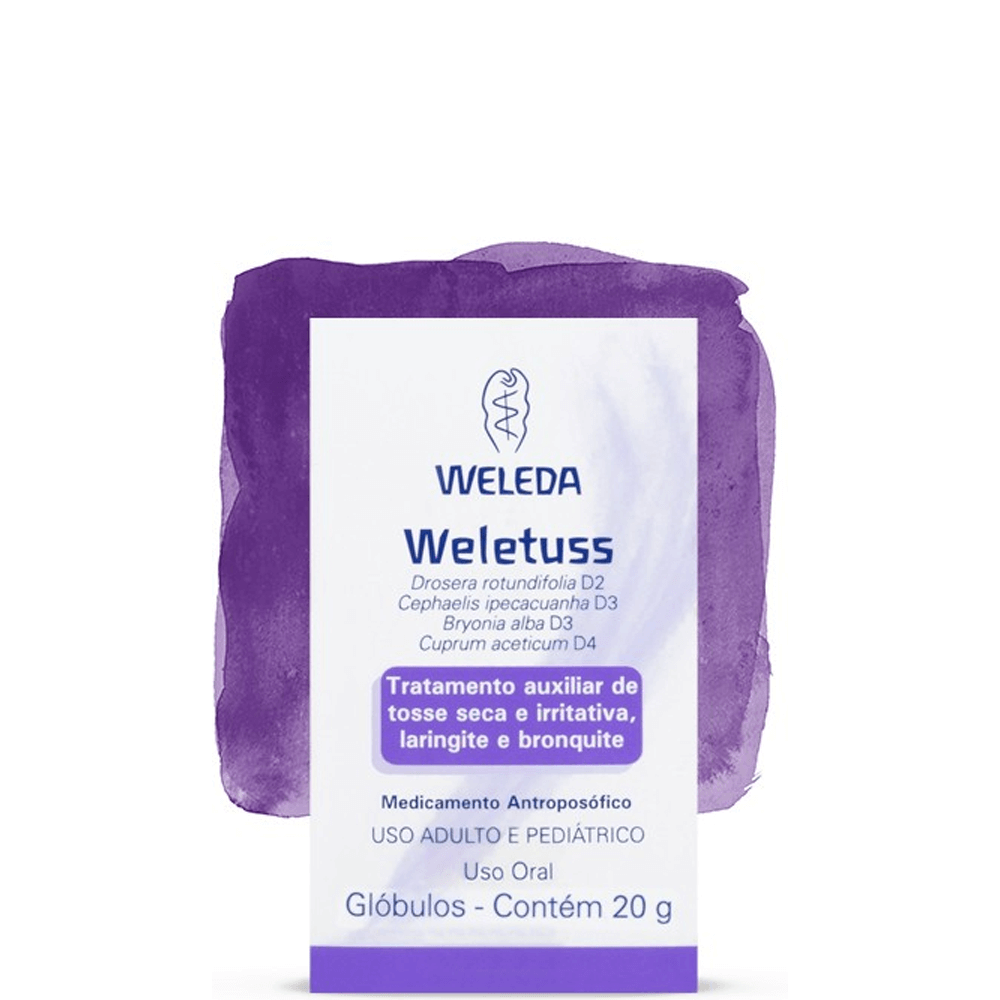 WELEDA
Weletuss
Drosera rotundifolia D2
Cephaelis ipecacuanha D3
Bryonia alba D3
Cuprum aceticum D4
Tratamento auxiliar de
tosse seca e irritativa,
laringite e bronquite
Medicamento Antroposófico
USO ADULTO E PEDIÁTRICO
Uso Oral
Glóbulos - Contém 20 g